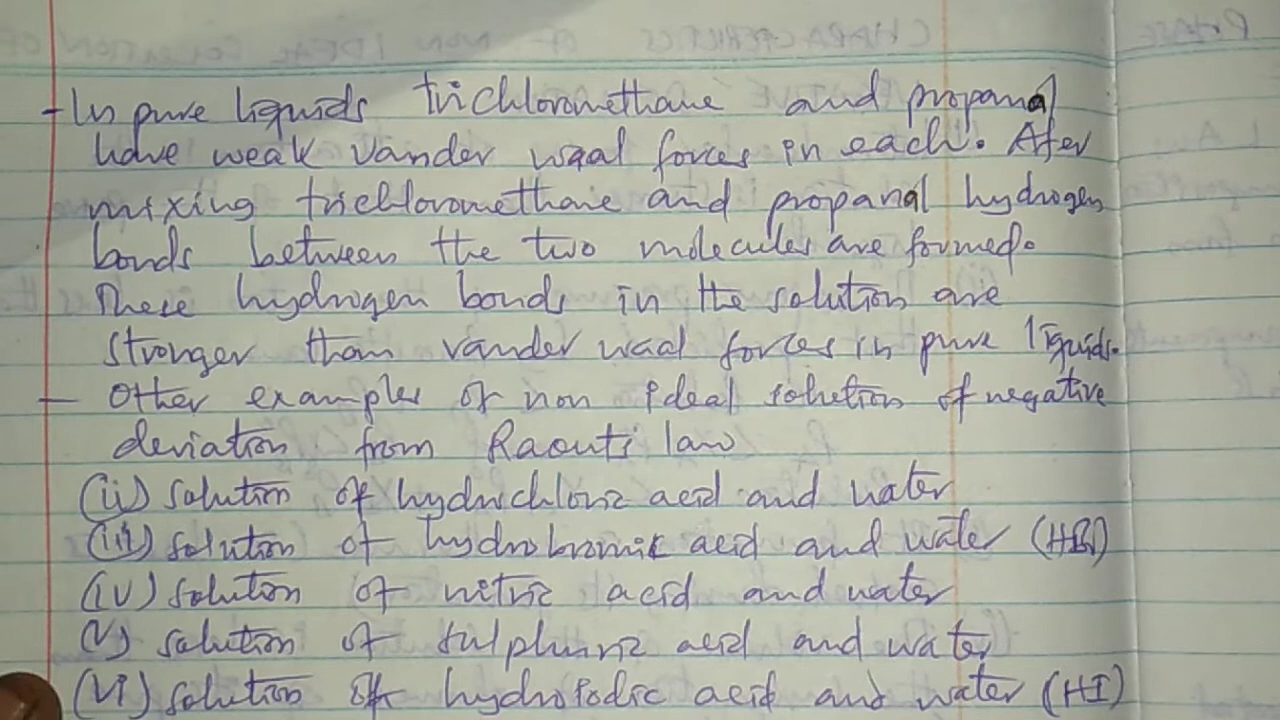 - In pure liquids trichloromethane and propanal
have weak vander waal forces in each. After
mixing trichloromethane and propanal hydrogen
bonds between the two molecules are formed.
These hydrogen bonds in the solution are
stronger than vander waal forces in pure liquids.
- Other examples of non ideal solution of negative
deviation from Raoults law
(ii) solution of hydrochloric acid and water
(iii) solution of hydrobromic acid and water (HBr)
(iv) solution of nitric acid and water
(v) solution of sulphuric acid and water
(vi) solution of hydroiodic acid and water (HI)